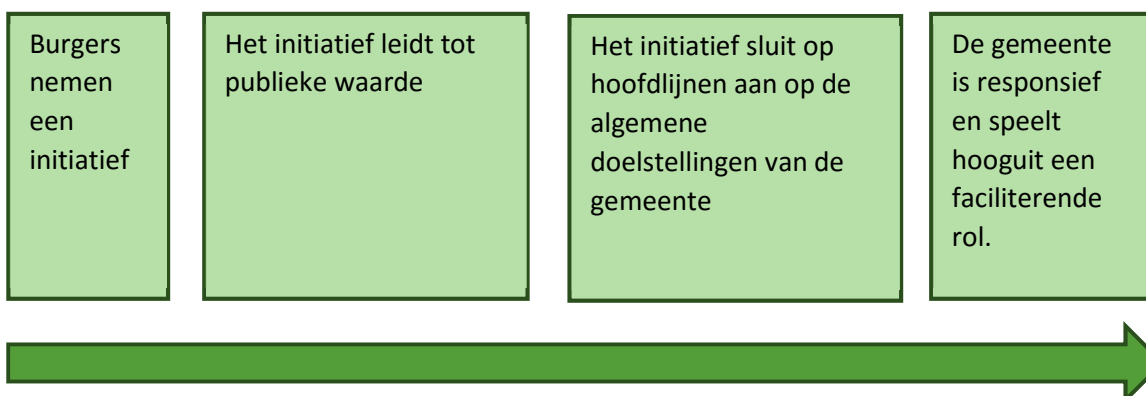 Burgers
nemen
een
initiatief
Het initiatief leidt tot
publieke waarde
Het initiatief sluit op
hoofdlijnen aan op de
algemene
doelstellingen van de
gemeente
De gemeente
is responsief
en speelt
hooguit een
faciliterende
rol.